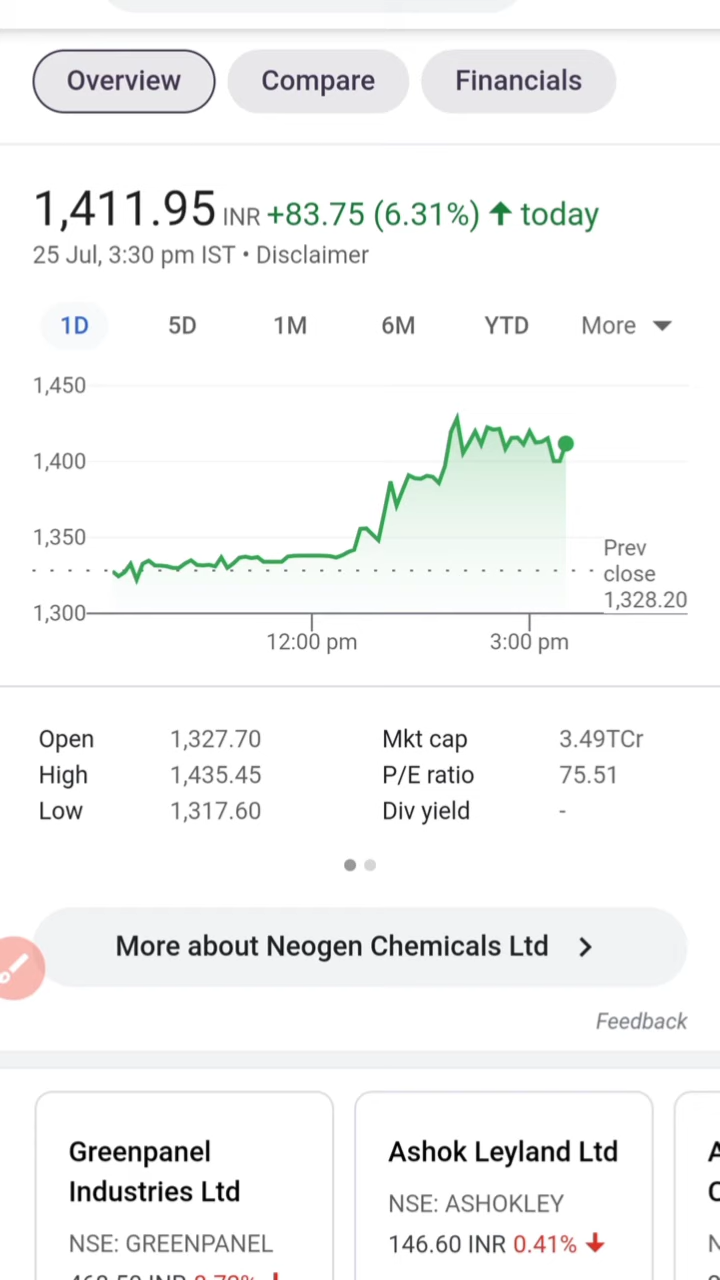 Overview Compare Financials
1,411.95 INR +83.75 (6.31%) ↑ today
25 Jul, 3:30 pm IST • Disclaimer
1D 5D 1M 6M YTD More
1,450
1,400
1,350
Prev
close
1,328.20
1,300
12:00 pm 3:00 pm
Open 1,327.70 Mkt cap 3.49TCr
High 1,435.45 P/E ratio 75.51
Low 1,317.60 Div yield -
More about Neogen Chemicals Ltd
Feedback
Greenpanel
Industries Ltd
NSE: GREENPANEL
Ashok Leyland Ltd
NSE: ASHOKLEY
146.60 INR 0.41% ↓